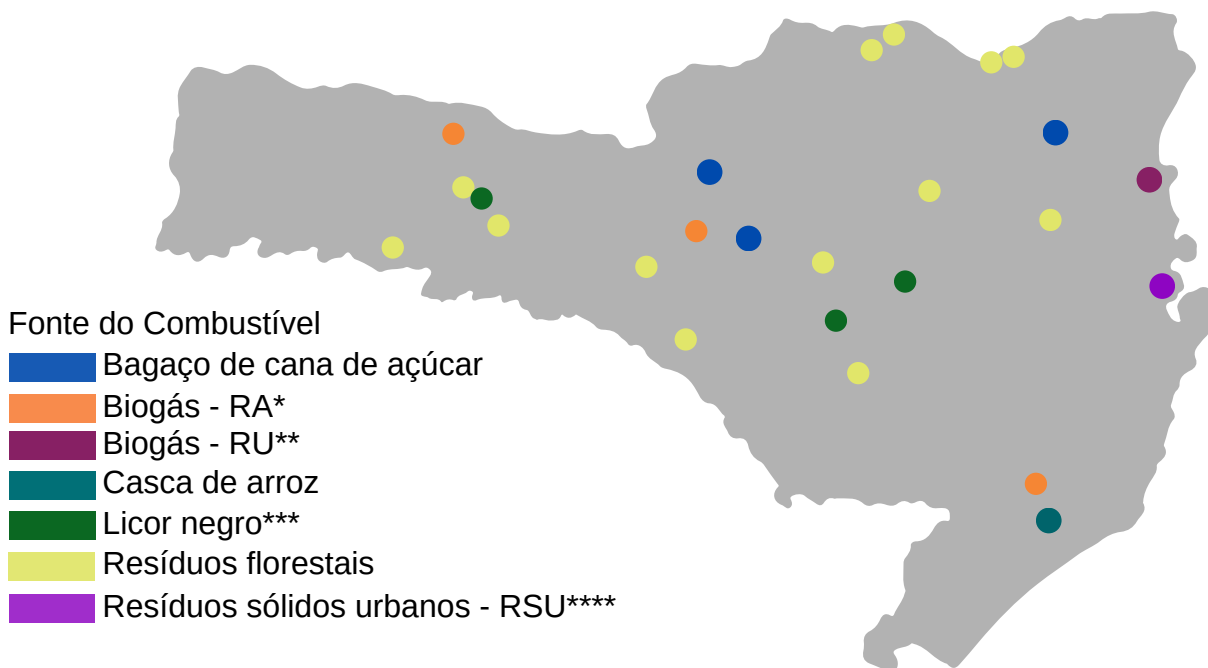 Fonte do Combustível
Bagaço de cana de açúcar
Biogás - RA*
Biogás - RU**
Casca de arroz
Licor negro***
Resíduos florestais
Resíduos sólidos urbanos - RSU****